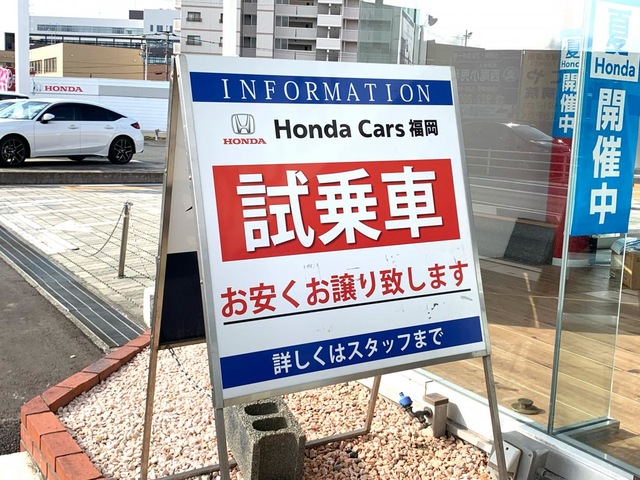 INFORMATION
HONDA
Honda Cars 福岡
試乗車
お安くお譲り致します
詳しくはスタッフまで
HONDA
夏
Honda
開催中
夏
Honda
開催中